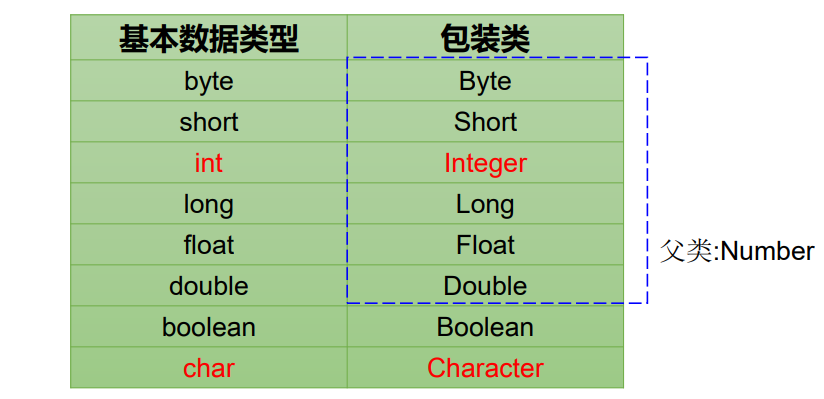 基本数据类型 包装类
byte Byte
short Short
int Integer
long Long
float Float
父类:Number
double Double
boolean Boolean
char Character